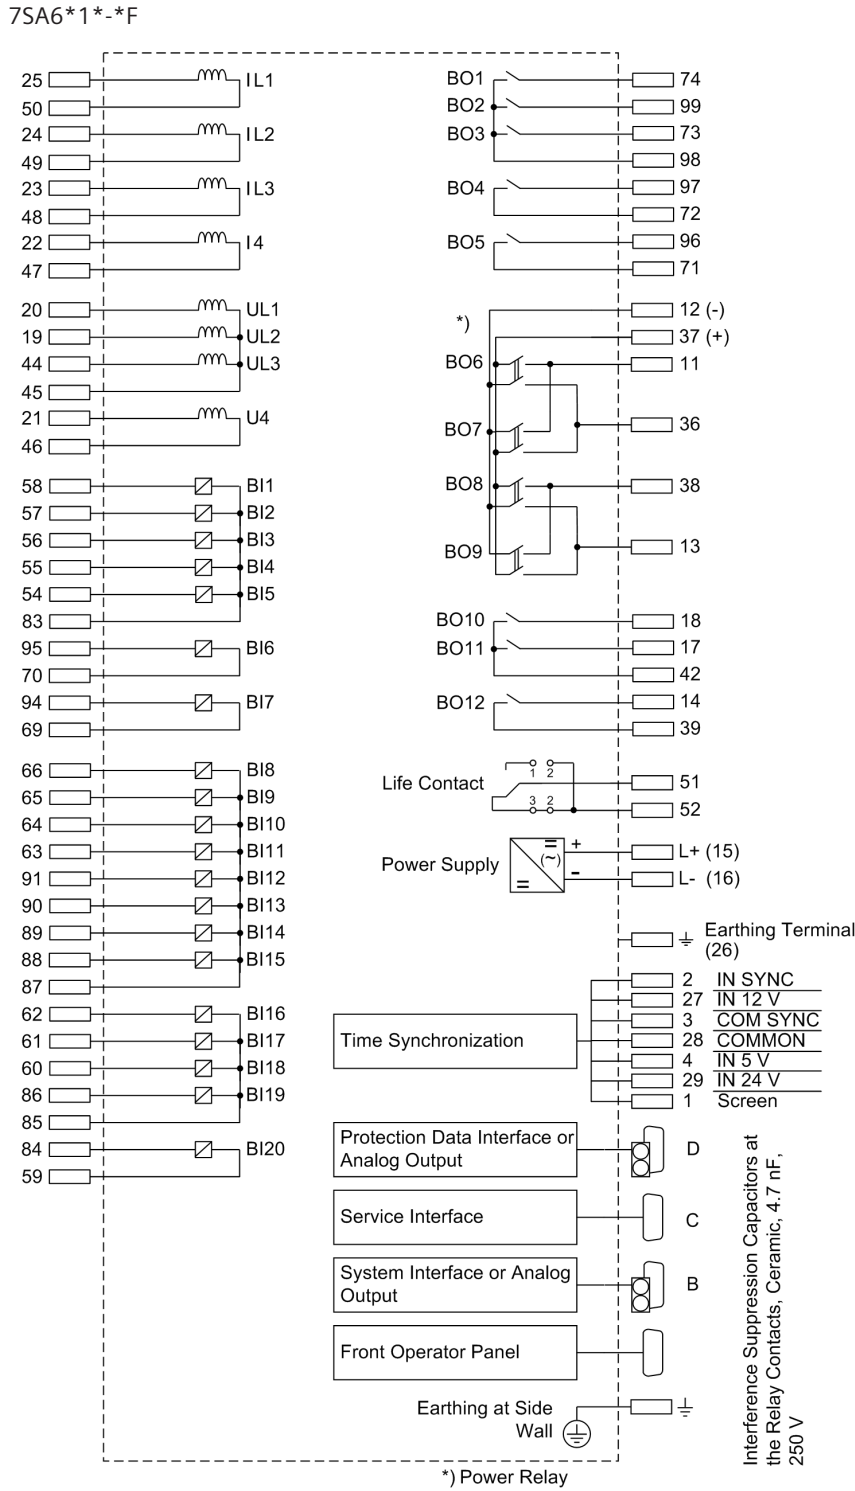 7SA6*1*-*F
25 IL1
50
24 IL2
49
23 IL3
48
22 I4
47
20 UL1
19 UL2
44 UL3
45
21 U4
46
58 BI1
57 BI2
56 BI3
55 BI4
54 BI5
83
95 BI6
70
94 BI7
69
66 BI8
65 BI9
64 BI10
63 BI11
91 BI12
90 BI13
89 BI14
88 BI15
87
62 BI16
61 BI17
60 BI18
86 BI19
85
84 BI20
59
BO1 74
BO2 99
BO3 73
98
BO4 97
72
BO5 96
71
12 (-)
*)
37 (+)
BO6 11
BO7 36
BO8 38
BO9 13
BO10 18
BO11 17
42
BO12 14
39
1 2
Life Contact 51
3 2
52
= +
(~) L+ (15)
Power Supply
= - L- (16)
Earthing Terminal
(26)
2 IN SYNC
27 IN 12 V
3 COM SYNC
Time Synchronization 28 COMMON
4 IN 5 V
29 IN 24 V
1 Screen
Protection Data Interface or
Analog Output
D
Service Interface C
System Interface or Analog
Output
B
Front Operator Panel
Earthing at Side
Wall
*) Power Relay
Interference Suppression Capacitors at
the Relay Contacts, Ceramic, 4.7 nF,
250 V